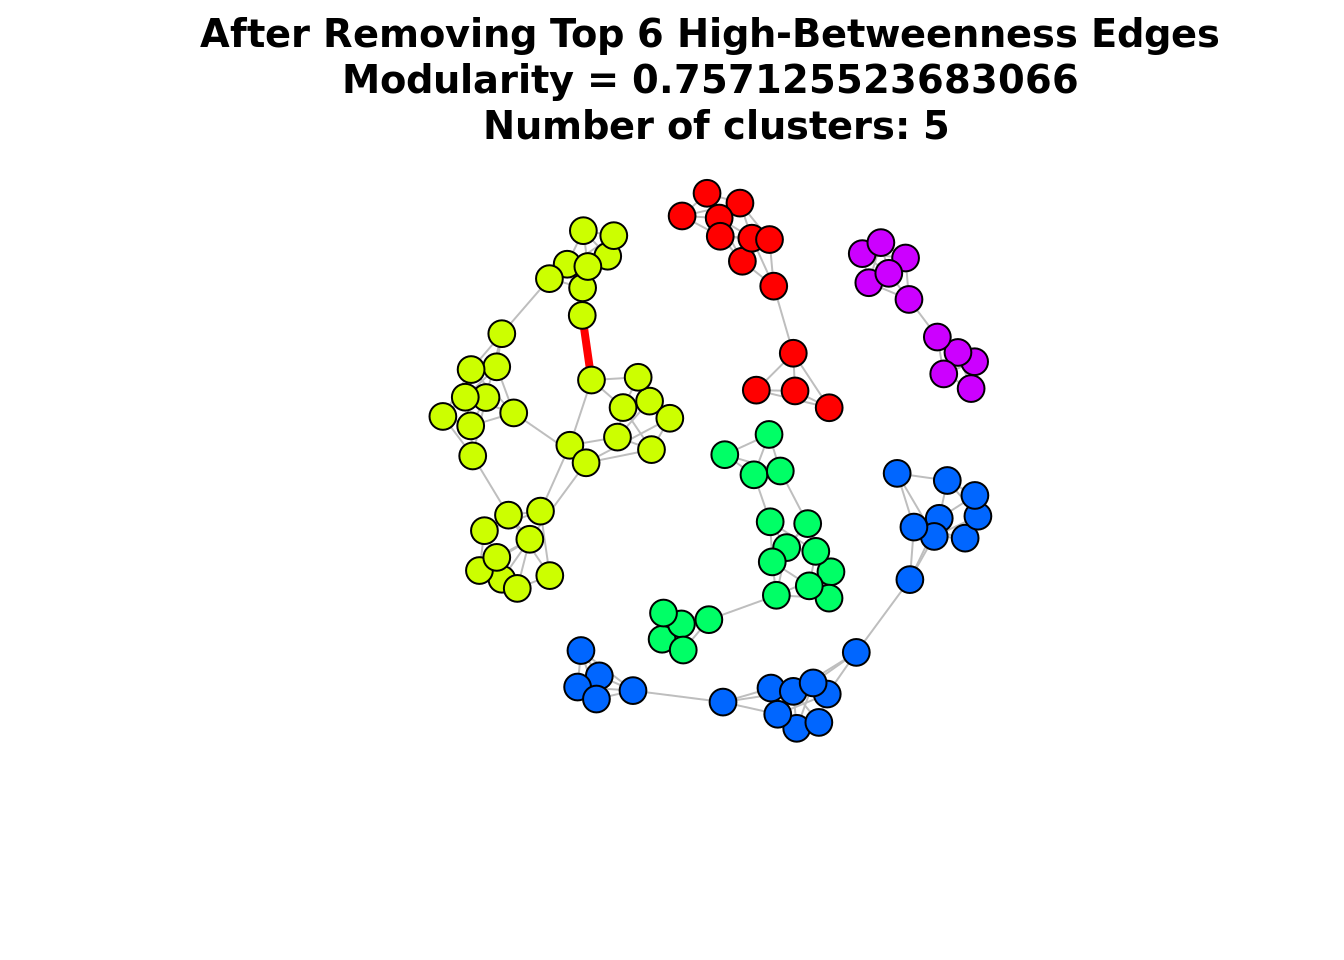 After Removing Top 6 High-Betweenness Edges
Modularity = 0.757125523683066
Number of clusters: 5